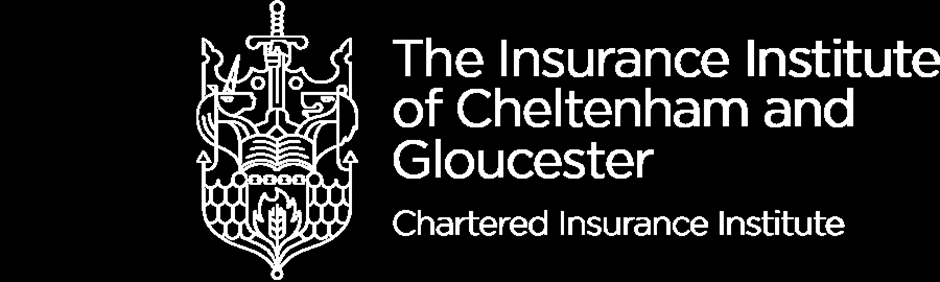 The Insurance Institute
of Cheltenham and
Gloucester
Chartered Insurance Institute